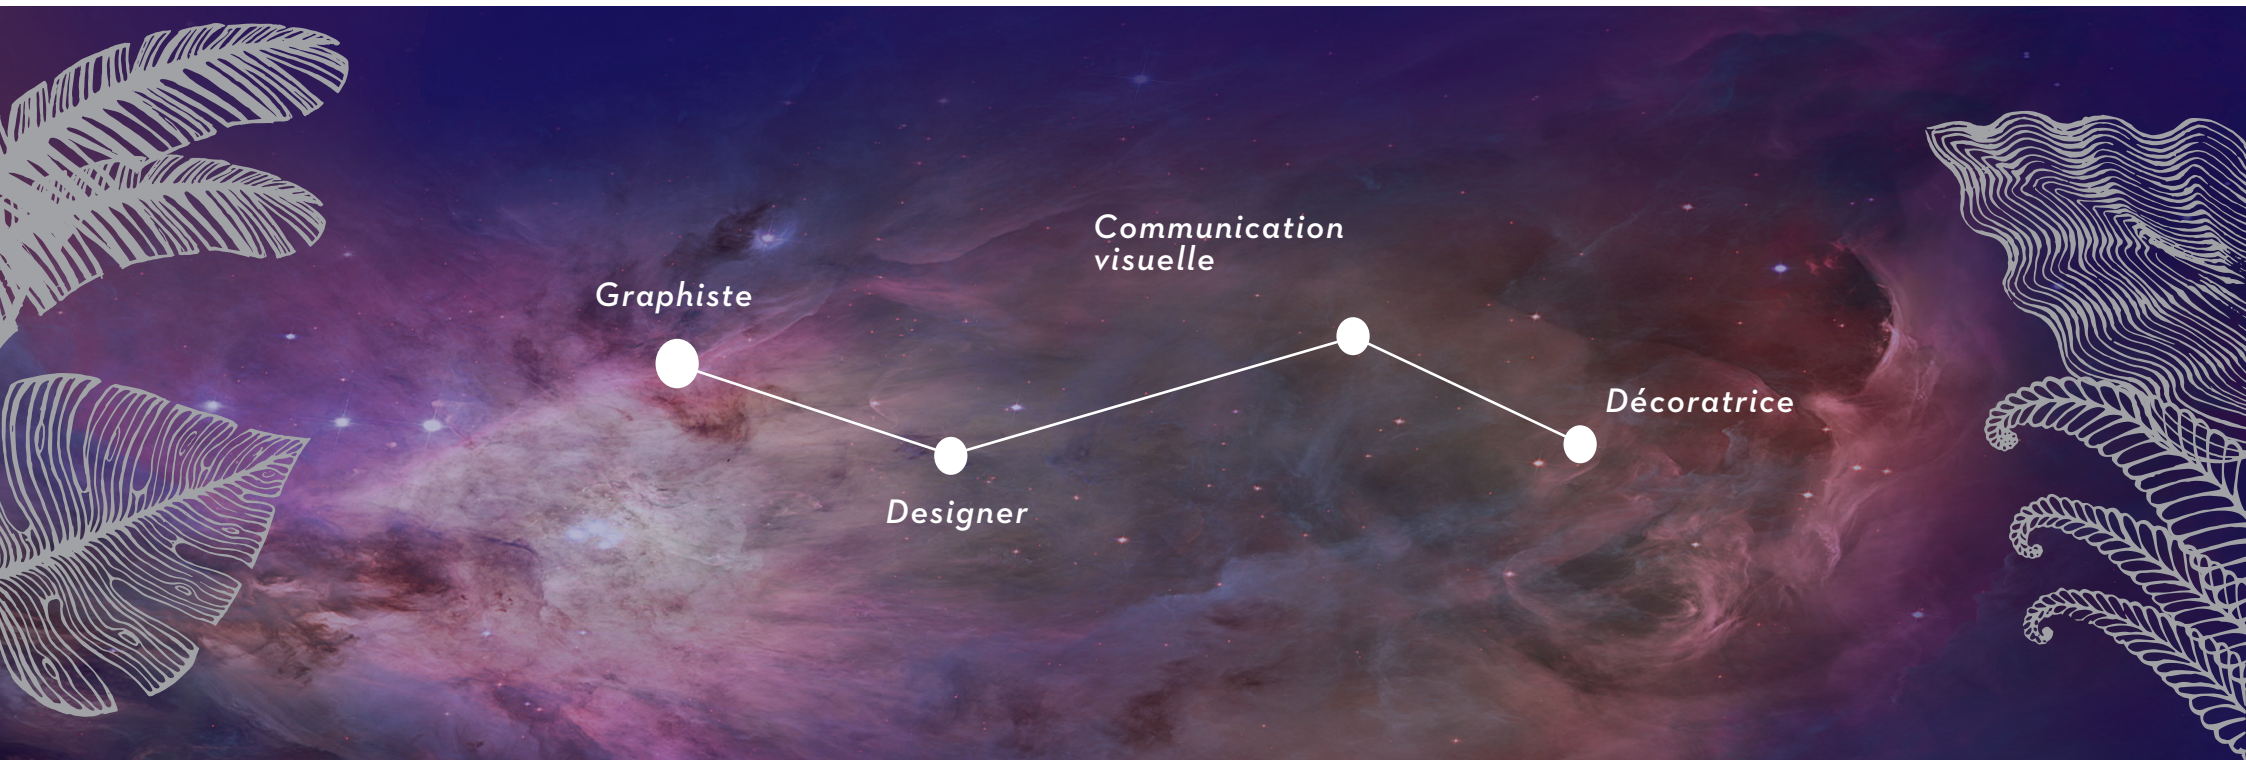 Graphiste
Designer
Communication
visuelle
Décoratrice